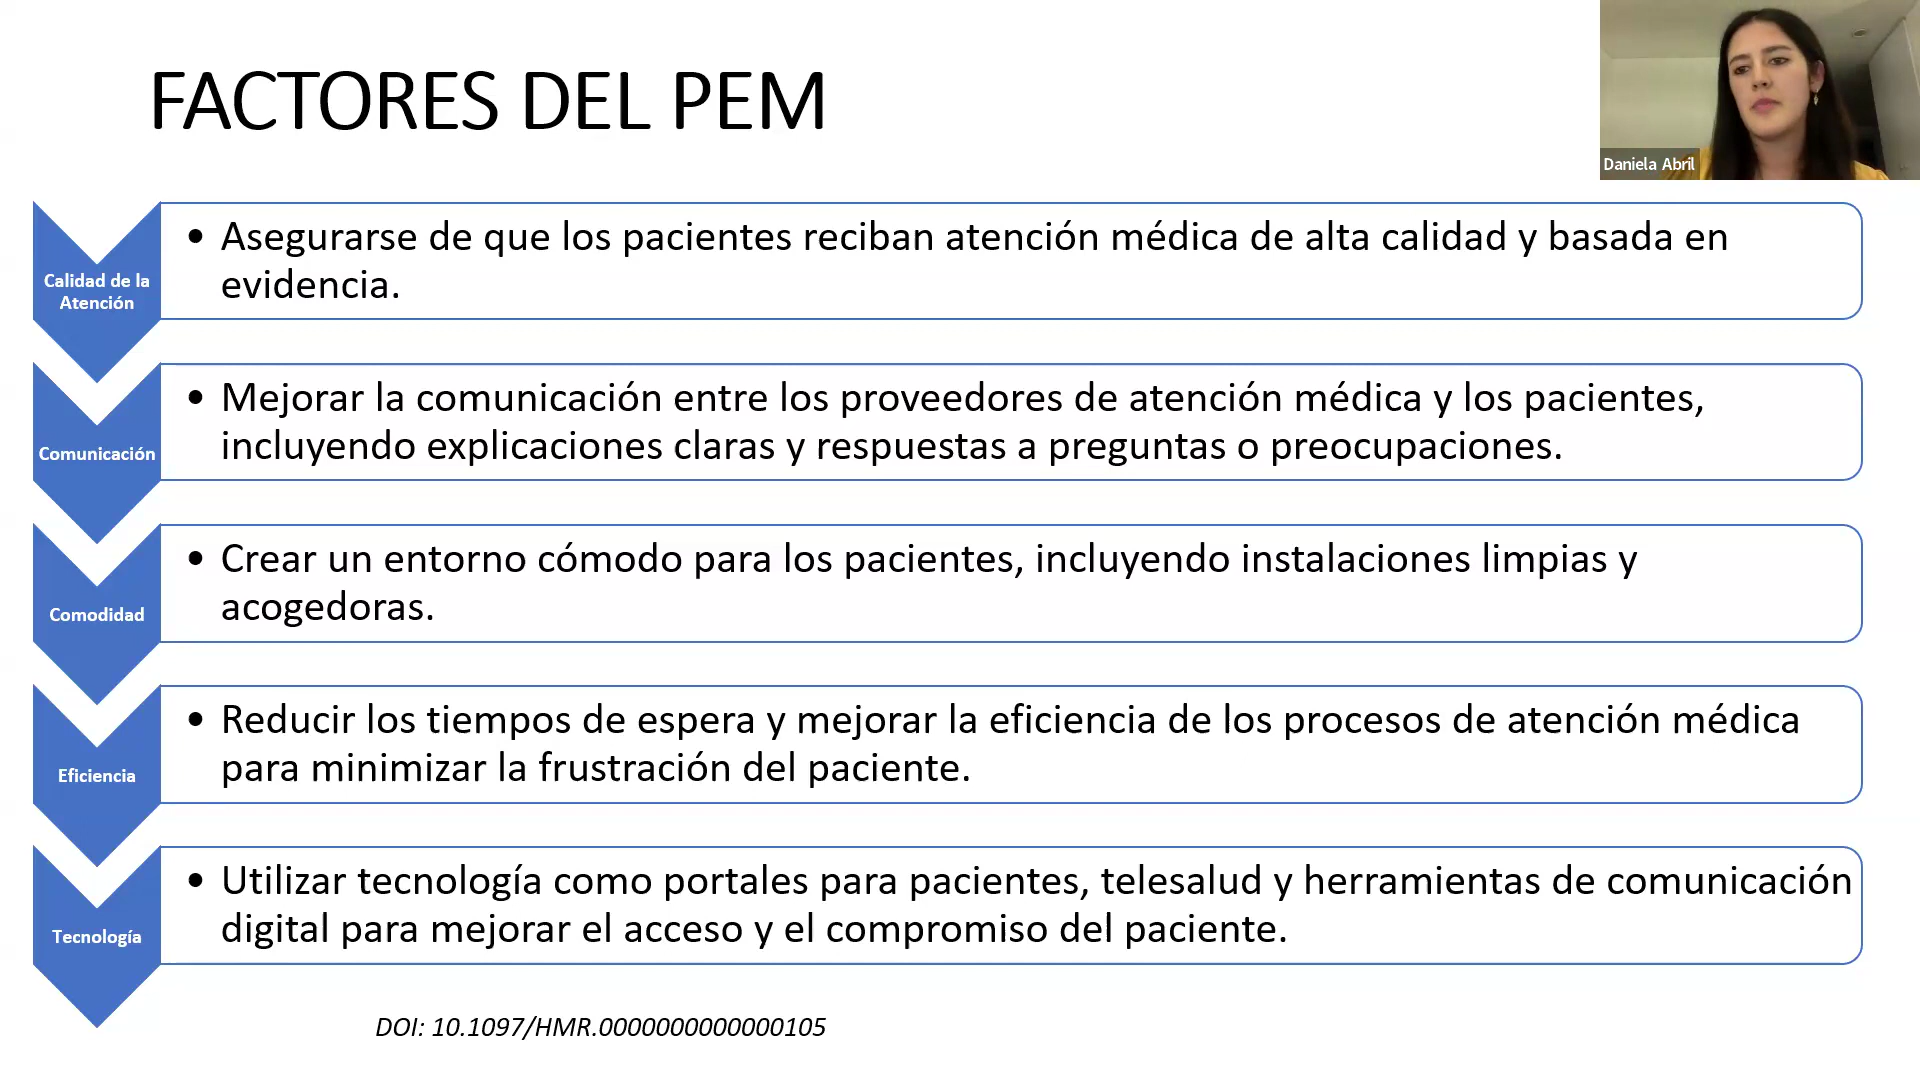 FACTORES DEL PEM
Daniela Abril
Calidad de la
Atención
• Asegurarse de que los pacientes reciban atención médica de alta calidad y basada en
evidencia.
Comunicación
• Mejorar la comunicación entre los proveedores de atención médica y los pacientes,
incluyendo explicaciones claras y respuestas a preguntas o preocupaciones.
Comodidad
• Crear un entorno cómodo para los pacientes, incluyendo instalaciones limpias y
acogedoras.
Eficiencia
• Reducir los tiempos de espera y mejorar la eficiencia de los procesos de atención médica
para minimizar la frustración del paciente.
Tecnología
• Utilizar tecnología como portales para pacientes, telesalud y herramientas de comunicación
digital para mejorar el acceso y el compromiso del paciente.
DOI: 10.1097/HMR.0000000000000105